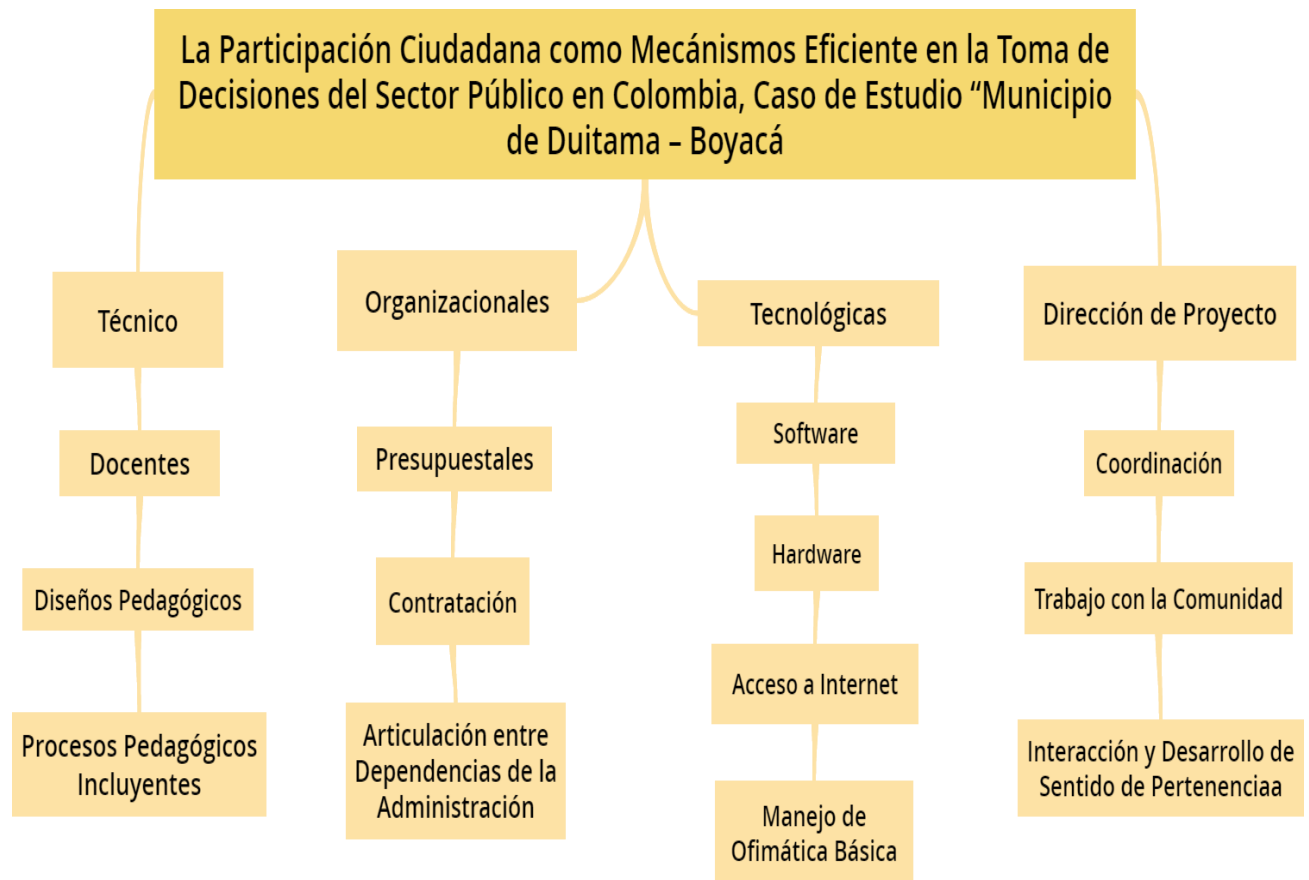 La Participación Ciudadana como Mecánismos Eficiente en la Toma de
Decisiones del Sector Público en Colombia, Caso de Estudio “Municipio
de Duitama – Boyacá
Técnico
Docentes
Diseños Pedagógicos
Procesos Pedagógicos
Incluyentes
Organizacionales
Presupuestales
Contratación
Articulación entre
Dependencias de la
Administración
Tecnológicas
Software
Hardware
Acceso a Internet
Manejo de
Ofimática Básica
Dirección de Proyecto
Coordinación
Trabajo con la Comunidad
Interacción y Desarrollo de
Sentido de Pertenenciaa